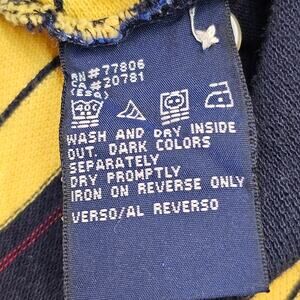 RN#77806
CA#20781
WASH AND DRY INSIDE
OUT. DARK COLORS
SEPARATELY
DRY PROMPTLY
IRON ON REVERSE ONLY
VERSO/AL REVERSO